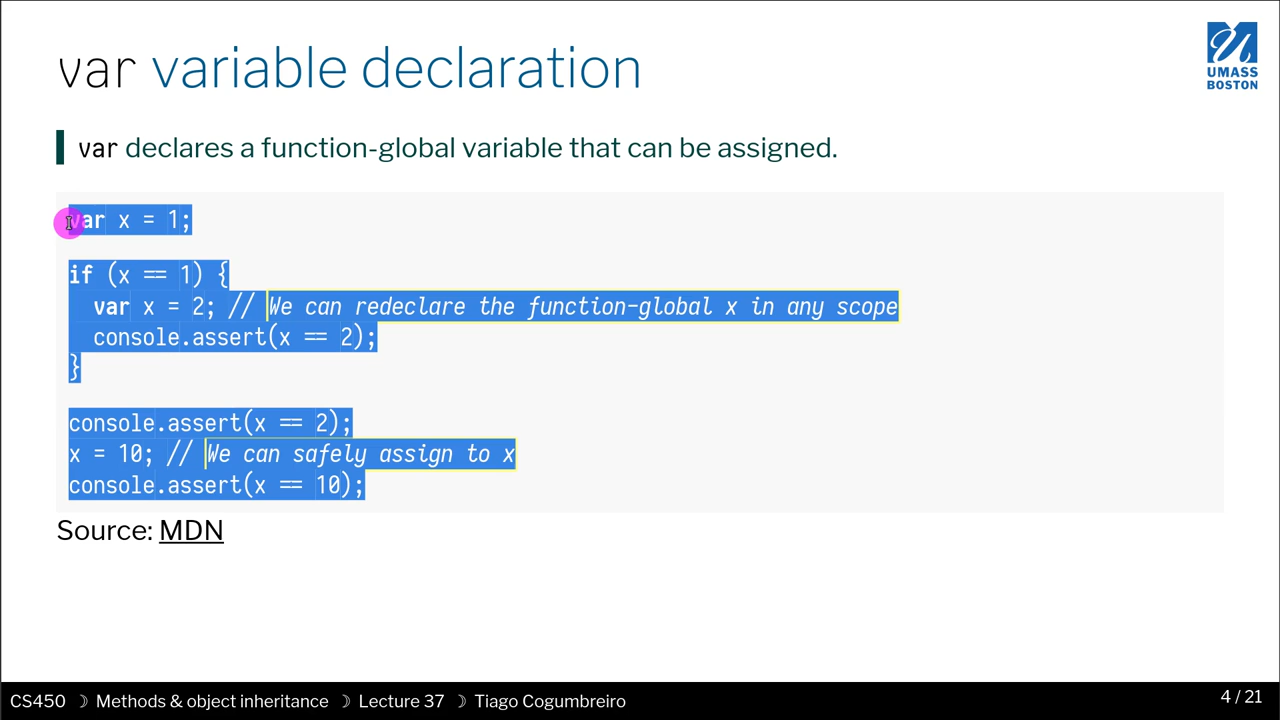 var variable declaration
UMASS
BOSTON
var declares a function-global variable that can be assigned.
var x = 1;
if (x == 1) {
  var x = 2; // We can redeclare the function-global x in any scope
  console.assert(x == 2);
}
console.assert(x == 2);
x = 10; // We can safely assign to x
console.assert(x == 10);
Source: MDN
CS450 ☽ Methods & object inheritance ☽ Lecture 37 ☽ Tiago Cogumbreiro
4 / 21